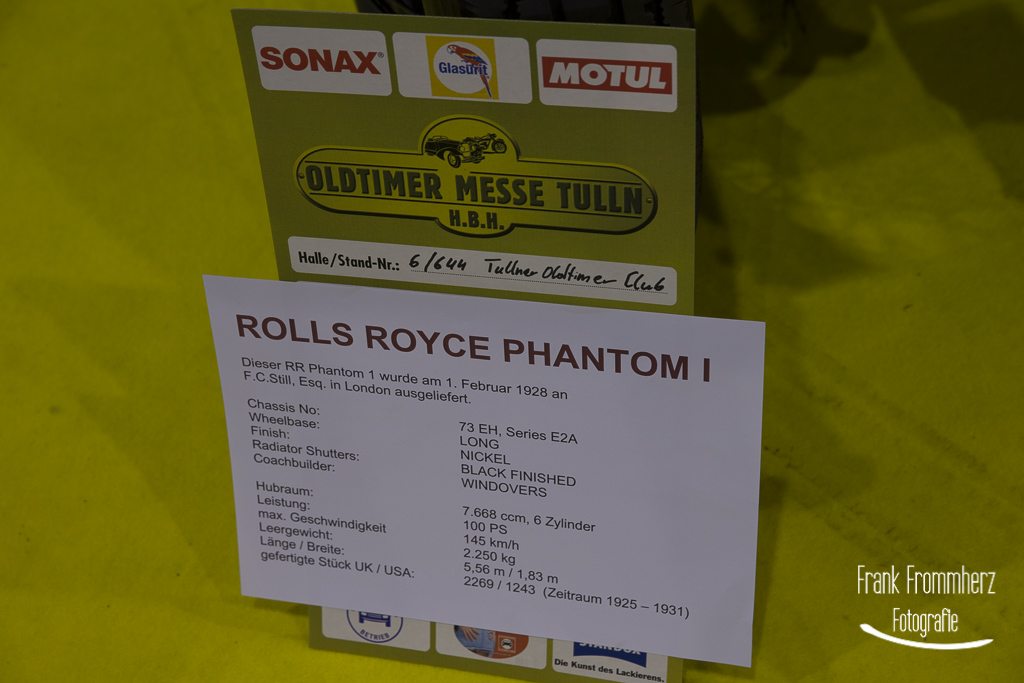 SONAX®
Glasurit
MOTUL
OLDTIMER MESSE TULLN
H.B.H.
Halle/Stand-Nr.: 6/644 Tullner Oldtimer Club
ROLLS ROYCE PHANTOM I
Dieser RR Phantom 1 wurde am 1. Februar 1928 an
F.C.Still, Esq. in London ausgeliefert.
Chassis No: 73 EH, Series E2A
Wheelbase: LONG
Finish: NICKEL
Radiator Shutters: BLACK FINISHED
Coachbuilder: WINDOVERS
Hubraum: 7.668 ccm, 6 Zylinder
Leistung: 100 PS
max. Geschwindigkeit 145 km/h
Leergewicht: 2.250 kg
Länge / Breite: 5,56 m / 1,83 m
gefertigte Stück UK / USA: 2269 / 1243 (Zeitraum 1925 – 1931)
BETRIEB
STANDOX
Die Kunst des Lackierens.
Frank Frommherz
Fotografie